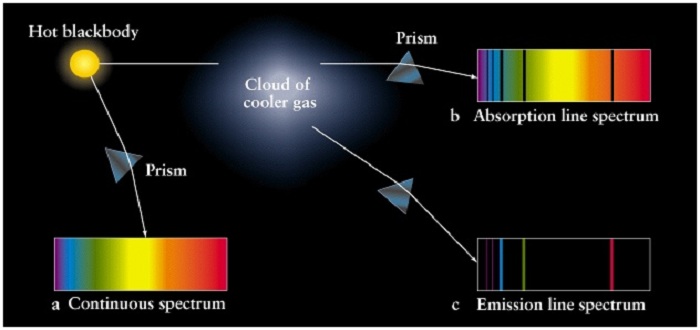 Hot blackbody
Prism
Cloud of
cooler gas
b Absorption line spectrum
Prism
a Continuous spectrum
c Emission line spectrum